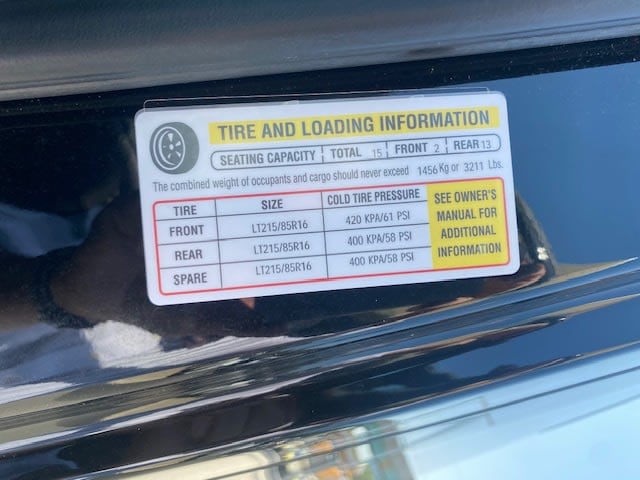 TIRE AND LOADING INFORMATION
SEATING CAPACITY TOTAL 15 FRONT 2 REAR 13
The combined weight of occupants and cargo should never exceed 1456 Kg or 3211 Lbs.
TIRE SIZE COLD TIRE PRESSURE
FRONT LT215/85R16 420 KPA/61 PSI
REAR LT215/85R16 400 KPA/58 PSI
SPARE LT215/85R16 400 KPA/58 PSI
SEE OWNER'S
MANUAL FOR
ADDITIONAL
INFORMATION